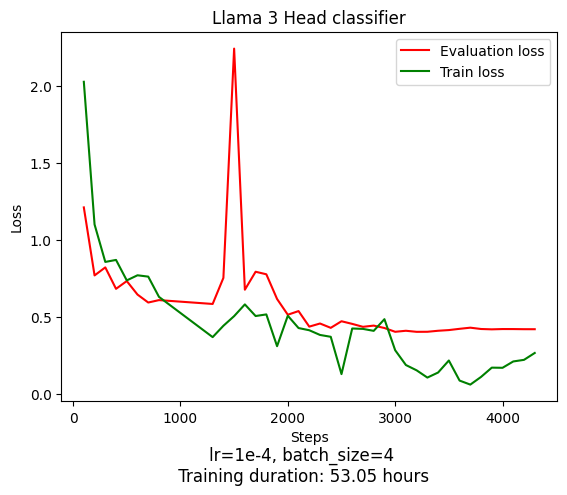 Llama 3 Head classifier
Evaluation loss
Train loss
2.0
1.5
1.0
0.5
0.0
Loss
0
1000
2000
3000
4000
Steps
lr=1e-4, batch_size=4
Training duration: 53.05 hours